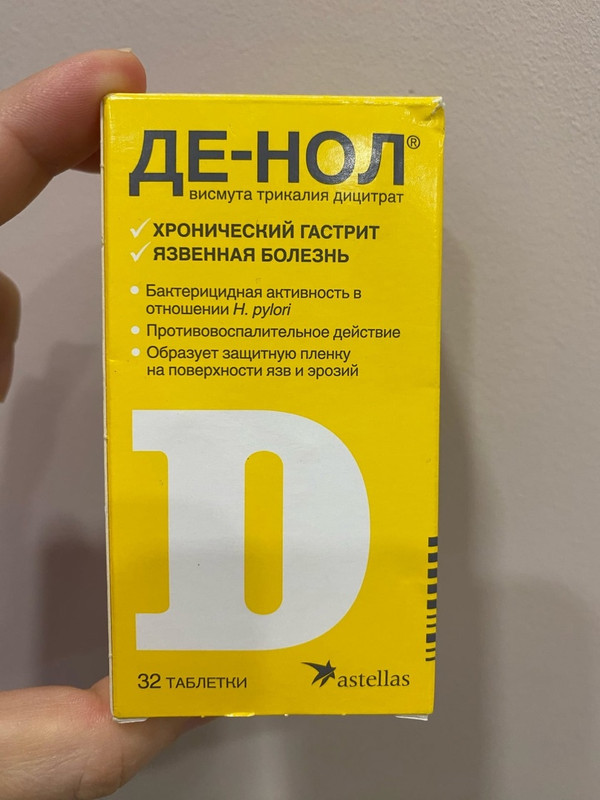 ДЕ-НОЛ®
висмута трикалия дицитрат
ХРОНИЧЕСКИЙ ГАСТРИТ
ЯЗВЕННАЯ БОЛЕЗНЬ
• Бактерицидная активность в
отношении H. pylori
• Противовоспалительное действие
• Образует защитную пленку
на поверхности язв и эрозий
D
32 ТАБЛЕТКИ
astellas